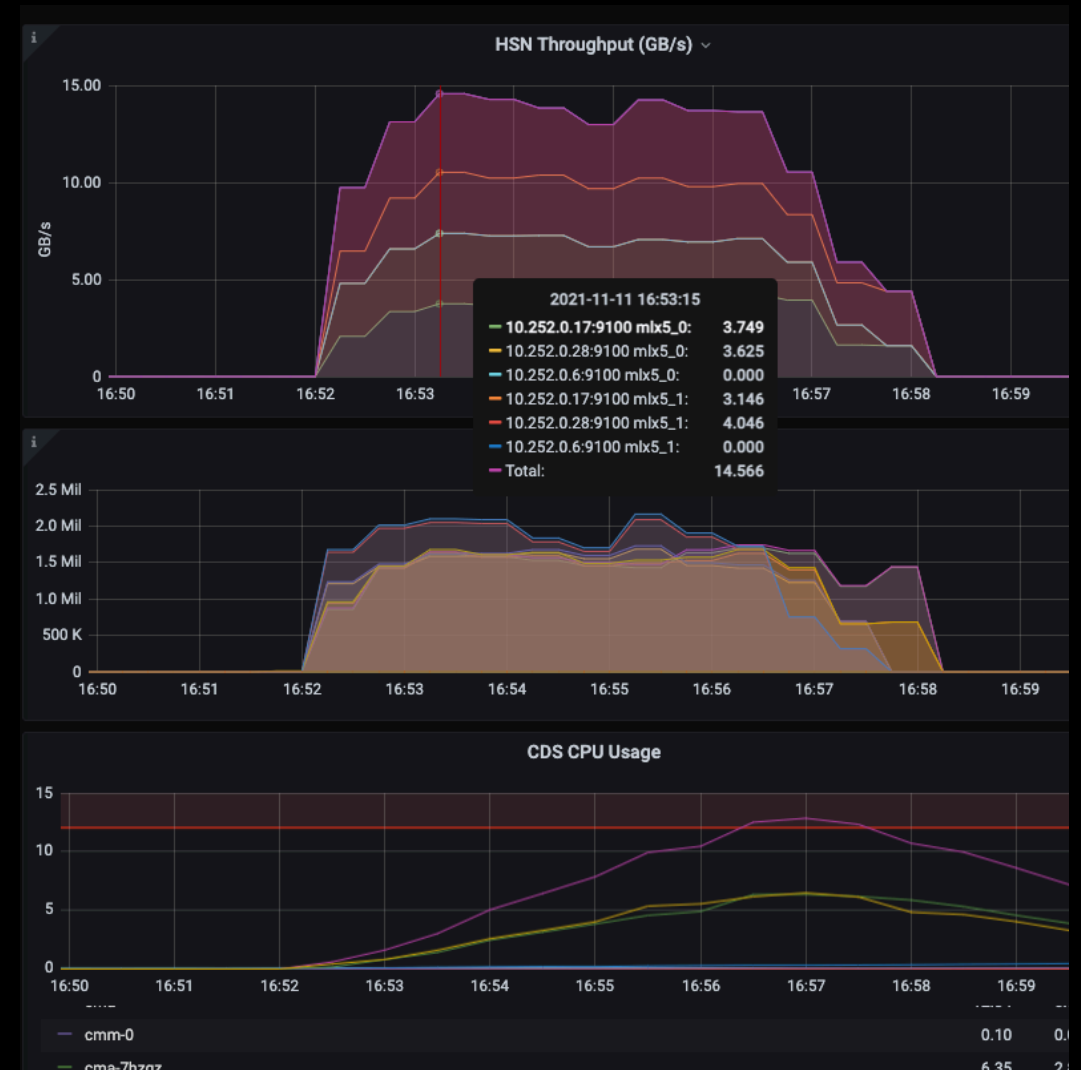 i
HSN Throughput (GB/s)
15.00
10.00
GB/s
5.00
0
16:50 16:51 16:52 16:53 16:57 16:58 16:59
2021-11-11 16:53:15
10.252.0.17:9100 mlx5_0: 3.749
10.252.0.28:9100 mlx5_0: 3.625
10.252.0.6:9100 mlx5_0: 0.000
10.252.0.17:9100 mlx5_1: 3.146
10.252.0.28:9100 mlx5_1: 4.046
10.252.0.6:9100 mlx5_1: 0.000
Total: 14.566
i
2.5 Mil
2.0 Mil
1.5 Mil
1.0 Mil
500 K
0
16:50 16:51 16:52 16:53 16:54 16:55 16:56 16:57 16:58 16:59
CDS CPU Usage
15
10
5
0
16:50 16:51 16:52 16:53 16:54 16:55 16:56 16:57 16:58 16:59
cmm-0 0.10 0.
cma-7hzqz 6.35 2.